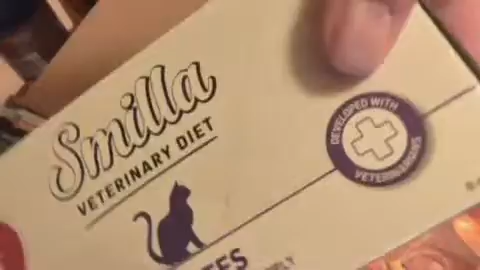 Smilla
VETERINARY DIET
DEVELOPED WITH
VETERINARIANS